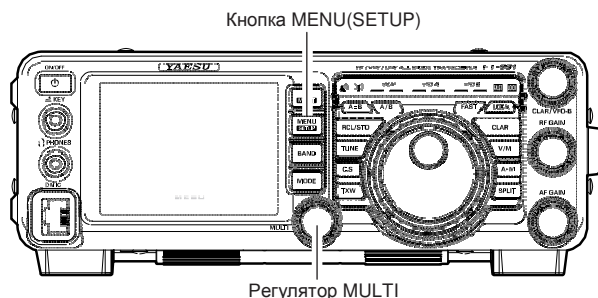 Кнопка MENU(SETUP)
ON/OFF
YAESU
KEY
PHONES
MIC
MENU
SETUP
BAND
MODE
MULTI
A=B
A/B
FAST
LOCK
RCL/STO
TUNE
C.S
TXW
CLAR
V/M
A▸M
SPLIT
CLAR/VFO-B
RF GAIN
AF GAIN
Регулятор MULTI